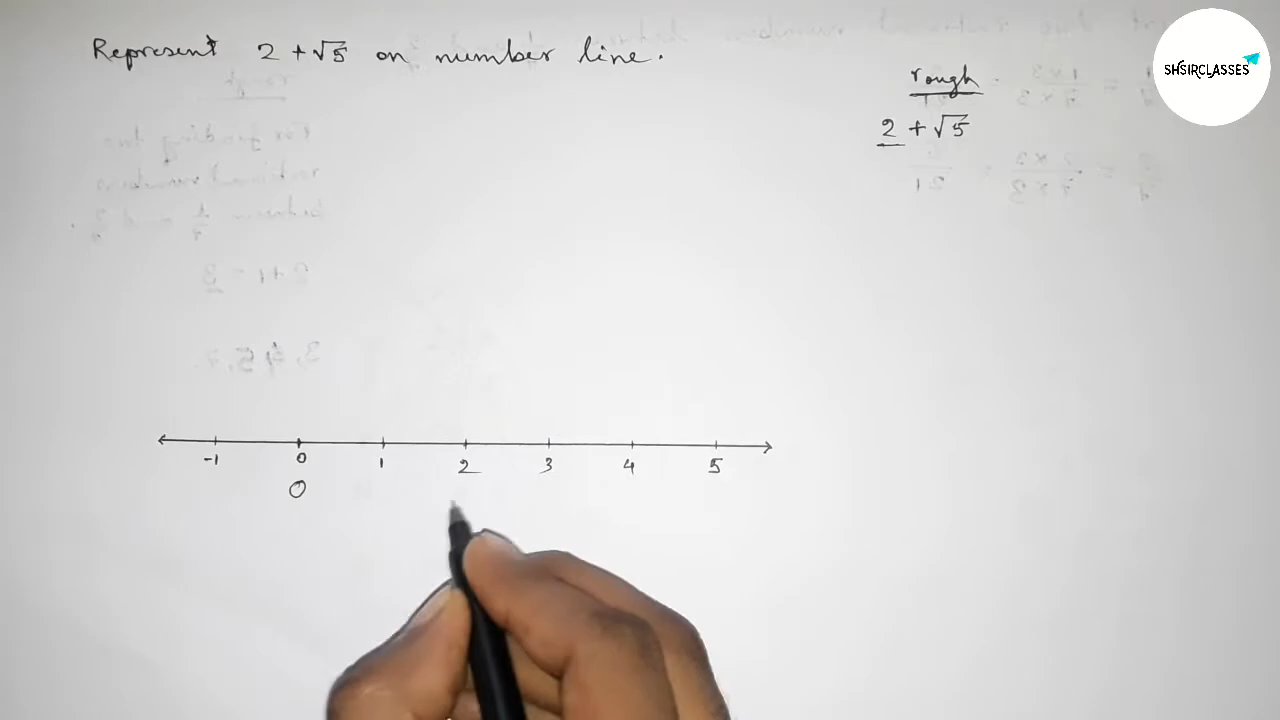 Represent 2 + √5 on number line.
SHSIRCLASSES
rough
2 + √5
-1 0 1 2 3 4 5
O